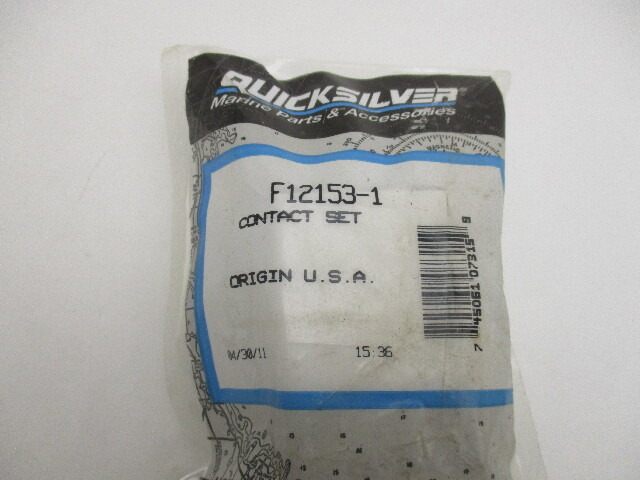 QUICKSILVER
Marine Parts & Accessories
F12153-1
CONTACT SET
ORIGIN U.S.A.
04/30/11 15:36
7 45061 07315 9